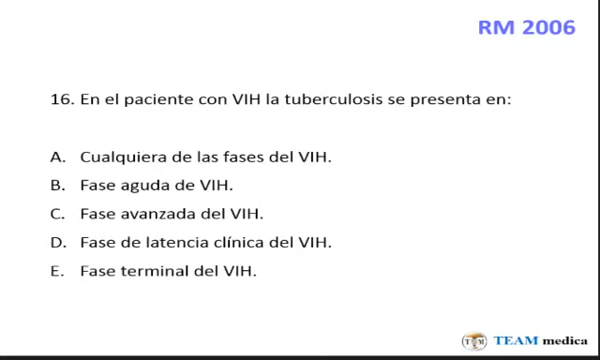 RM 2006
16. En el paciente con VIH la tuberculosis se presenta en:
A. Cualquiera de las fases del VIH.
B. Fase aguda de VIH.
C. Fase avanzada del VIH.
D. Fase de latencia clínica del VIH.
E. Fase terminal del VIH.
TM TEAM medica